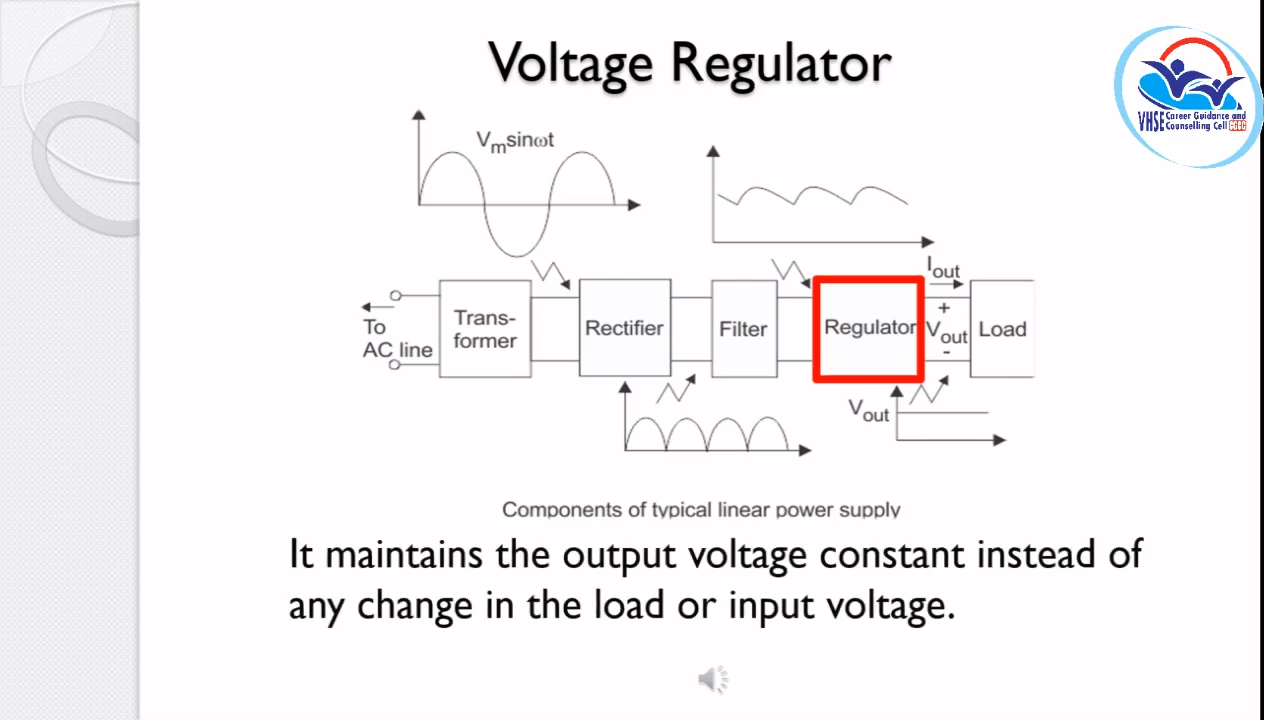 Voltage Regulator
VHSE Career Guidance and
Counselling Cell CGCC
Vmsinωt
Iout
Trans-
former
Rectifier
Filter
Regulator
+
Vout
-
Load
To
AC line
Vout
Components of typical linear power supply
It maintains the output voltage constant instead of
any change in the load or input voltage.